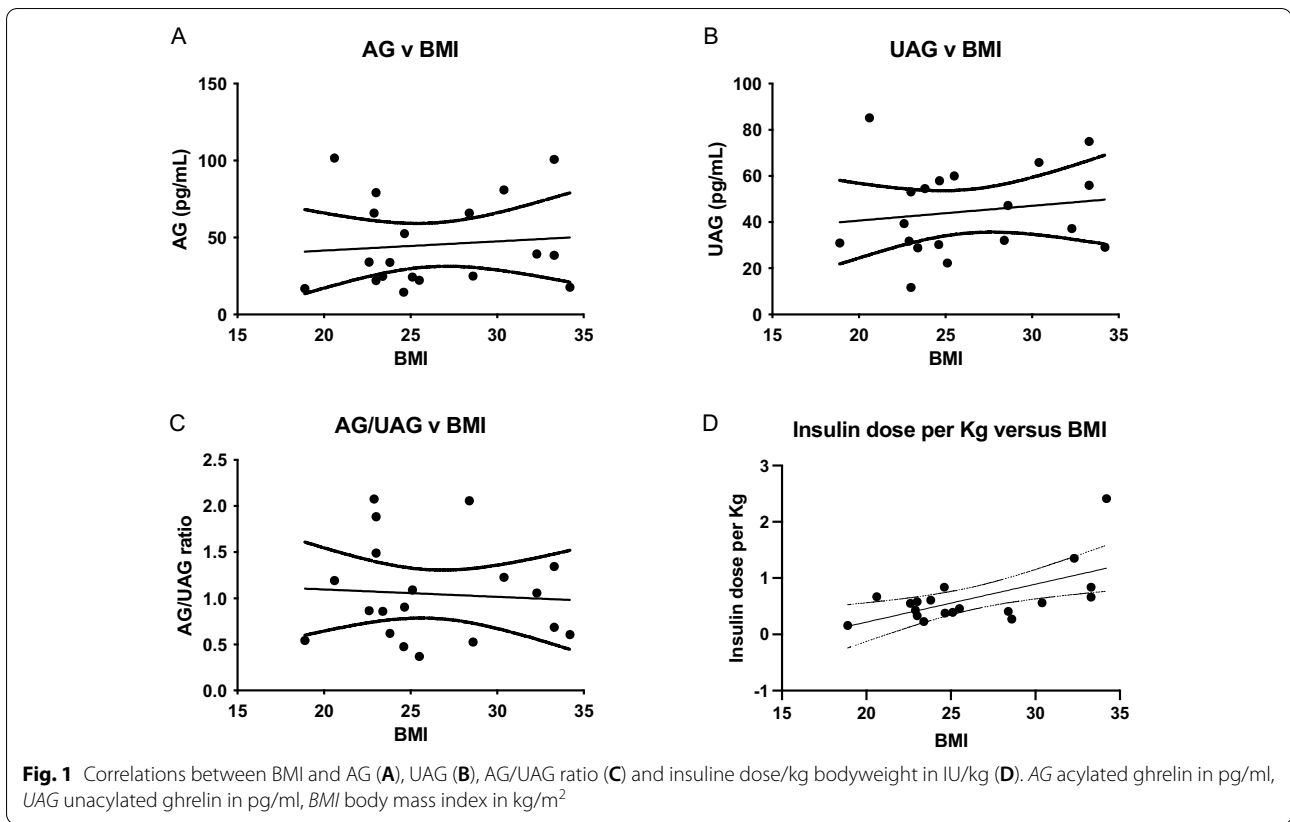 A
AG v BMI
150
100
50
0
AG (pg/mL)
15 20 25 30 35
BMI
B
UAG v BMI
100
80
60
40
20
0
UAG (pg/mL)
15 20 25 30 35
BMI
C
AG/UAG v BMI
2.5
2.0
1.5
1.0
0.5
0.0
AG/UAG ratio
15 20 25 30 35
BMI
D
Insulin dose per Kg versus BMI
3
2
1
0
-1
Insulin dose per Kg
15 20 25 30 35
BMI
Fig. 1 Correlations between BMI and AG (A), UAG (B), AG/UAG ratio (C) and insuline dose/kg bodyweight in IU/kg (D). AG acylated ghrelin in pg/ml,
UAG unacylated ghrelin in pg/ml, BMI body mass index in kg/m²